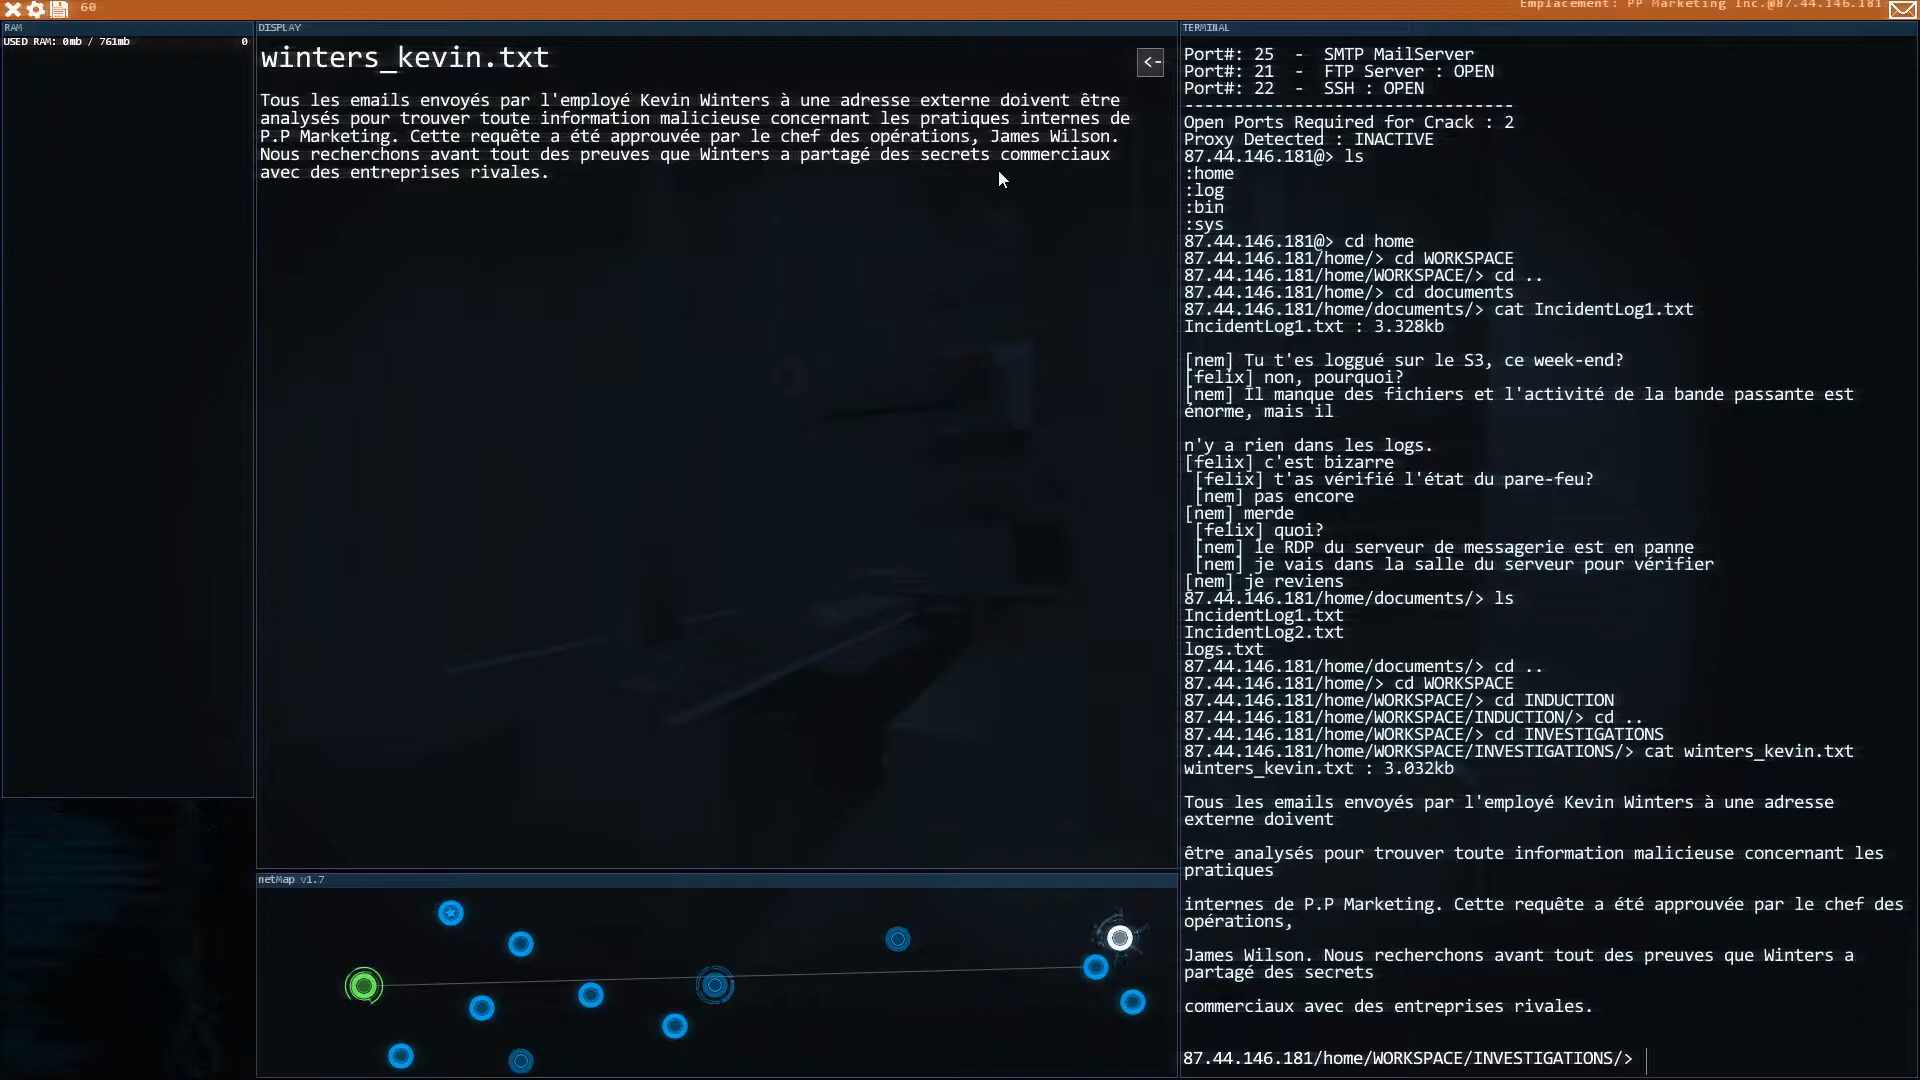 60
Emplacement: PP Marketing Inc.@87.44.146.181
RAM
USED RAM: 0mb / 761mb
0
DISPLAY
winters_kevin.txt
<-
Tous les emails envoyés par l'employé Kevin Winters à une adresse externe doivent être
analysés pour trouver toute information malicieuse concernant les pratiques internes de
P.P Marketing. Cette requête a été approuvée par le chef des opérations, James Wilson.
Nous recherchons avant tout des preuves que Winters a partagé des secrets commerciaux
avec des entreprises rivales.
netMap v1.7
TERMINAL
Port#: 25  -  SMTP MailServer
Port#: 21  -  FTP Server : OPEN
Port#: 22  -  SSH : OPEN
---------------------------------
Open Ports Required for Crack : 2
Proxy Detected : INACTIVE
87.44.146.181@> ls
:home
:log
:bin
:sys
87.44.146.181@> cd home
87.44.146.181/home/> cd WORKSPACE
87.44.146.181/home/WORKSPACE/> cd ..
87.44.146.181/home/> cd documents
87.44.146.181/home/documents/> cat IncidentLog1.txt
IncidentLog1.txt : 3.328kb
[nem] Tu t'es loggué sur le S3, ce week-end?
[felix] non, pourquoi?
[nem] Il manque des fichiers et l'activité de la bande passante est
énorme, mais il
n'y a rien dans les logs.
[felix] c'est bizarre
[felix] t'as vérifié l'état du pare-feu?
[nem] pas encore
[nem] merde
[felix] quoi?
[nem] le RDP du serveur de messagerie est en panne
[nem] je vais dans la salle du serveur pour vérifier
[nem] je reviens
87.44.146.181/home/documents/> ls
IncidentLog1.txt
IncidentLog2.txt
logs.txt
87.44.146.181/home/documents/> cd ..
87.44.146.181/home/> cd WORKSPACE
87.44.146.181/home/WORKSPACE/> cd INDUCTION
87.44.146.181/home/WORKSPACE/INDUCTION/> cd ..
87.44.146.181/home/WORKSPACE/> cd INVESTIGATIONS
87.44.146.181/home/WORKSPACE/INVESTIGATIONS/> cat winters_kevin.txt
winters_kevin.txt : 3.032kb
Tous les emails envoyés par l'employé Kevin Winters à une adresse
externe doivent
être analysés pour trouver toute information malicieuse concernant les
pratiques
internes de P.P Marketing. Cette requête a été approuvée par le chef des
opérations,
James Wilson. Nous recherchons avant tout des preuves que Winters a
partagé des secrets
commerciaux avec des entreprises rivales.
87.44.146.181/home/WORKSPACE/INVESTIGATIONS/>